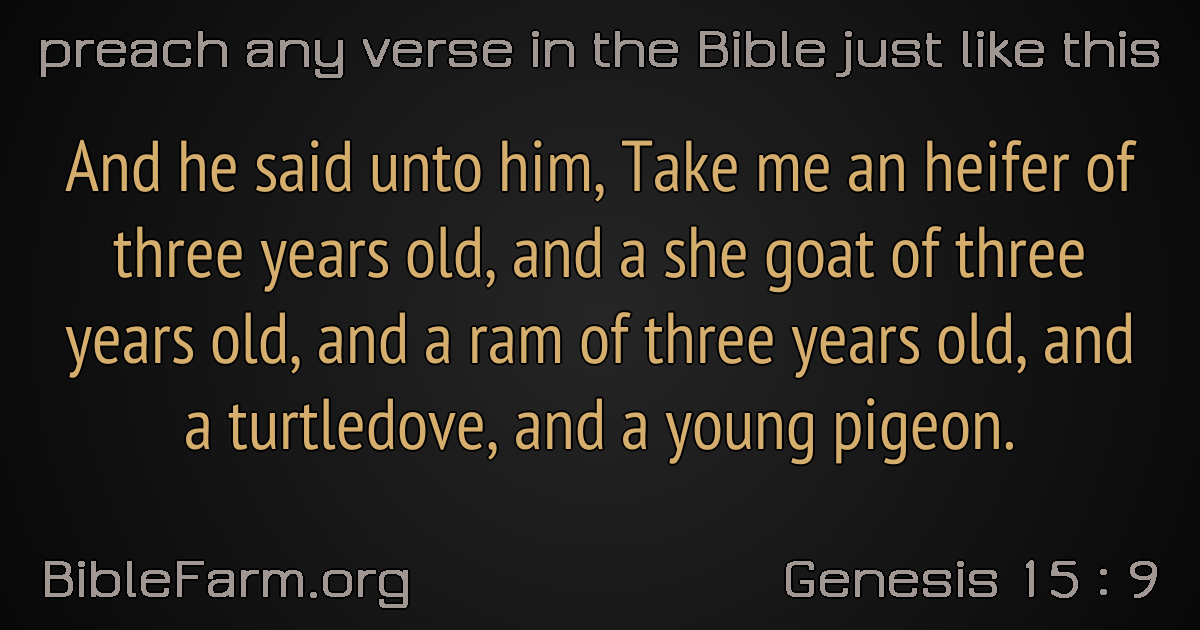 preach any verse in the Bible just like this
And he said unto him, Take me an heifer of
three years old, and a she goat of three
years old, and a ram of three years old, and
a turtledove, and a young pigeon.
BibleFarm.org
Genesis 15 : 9